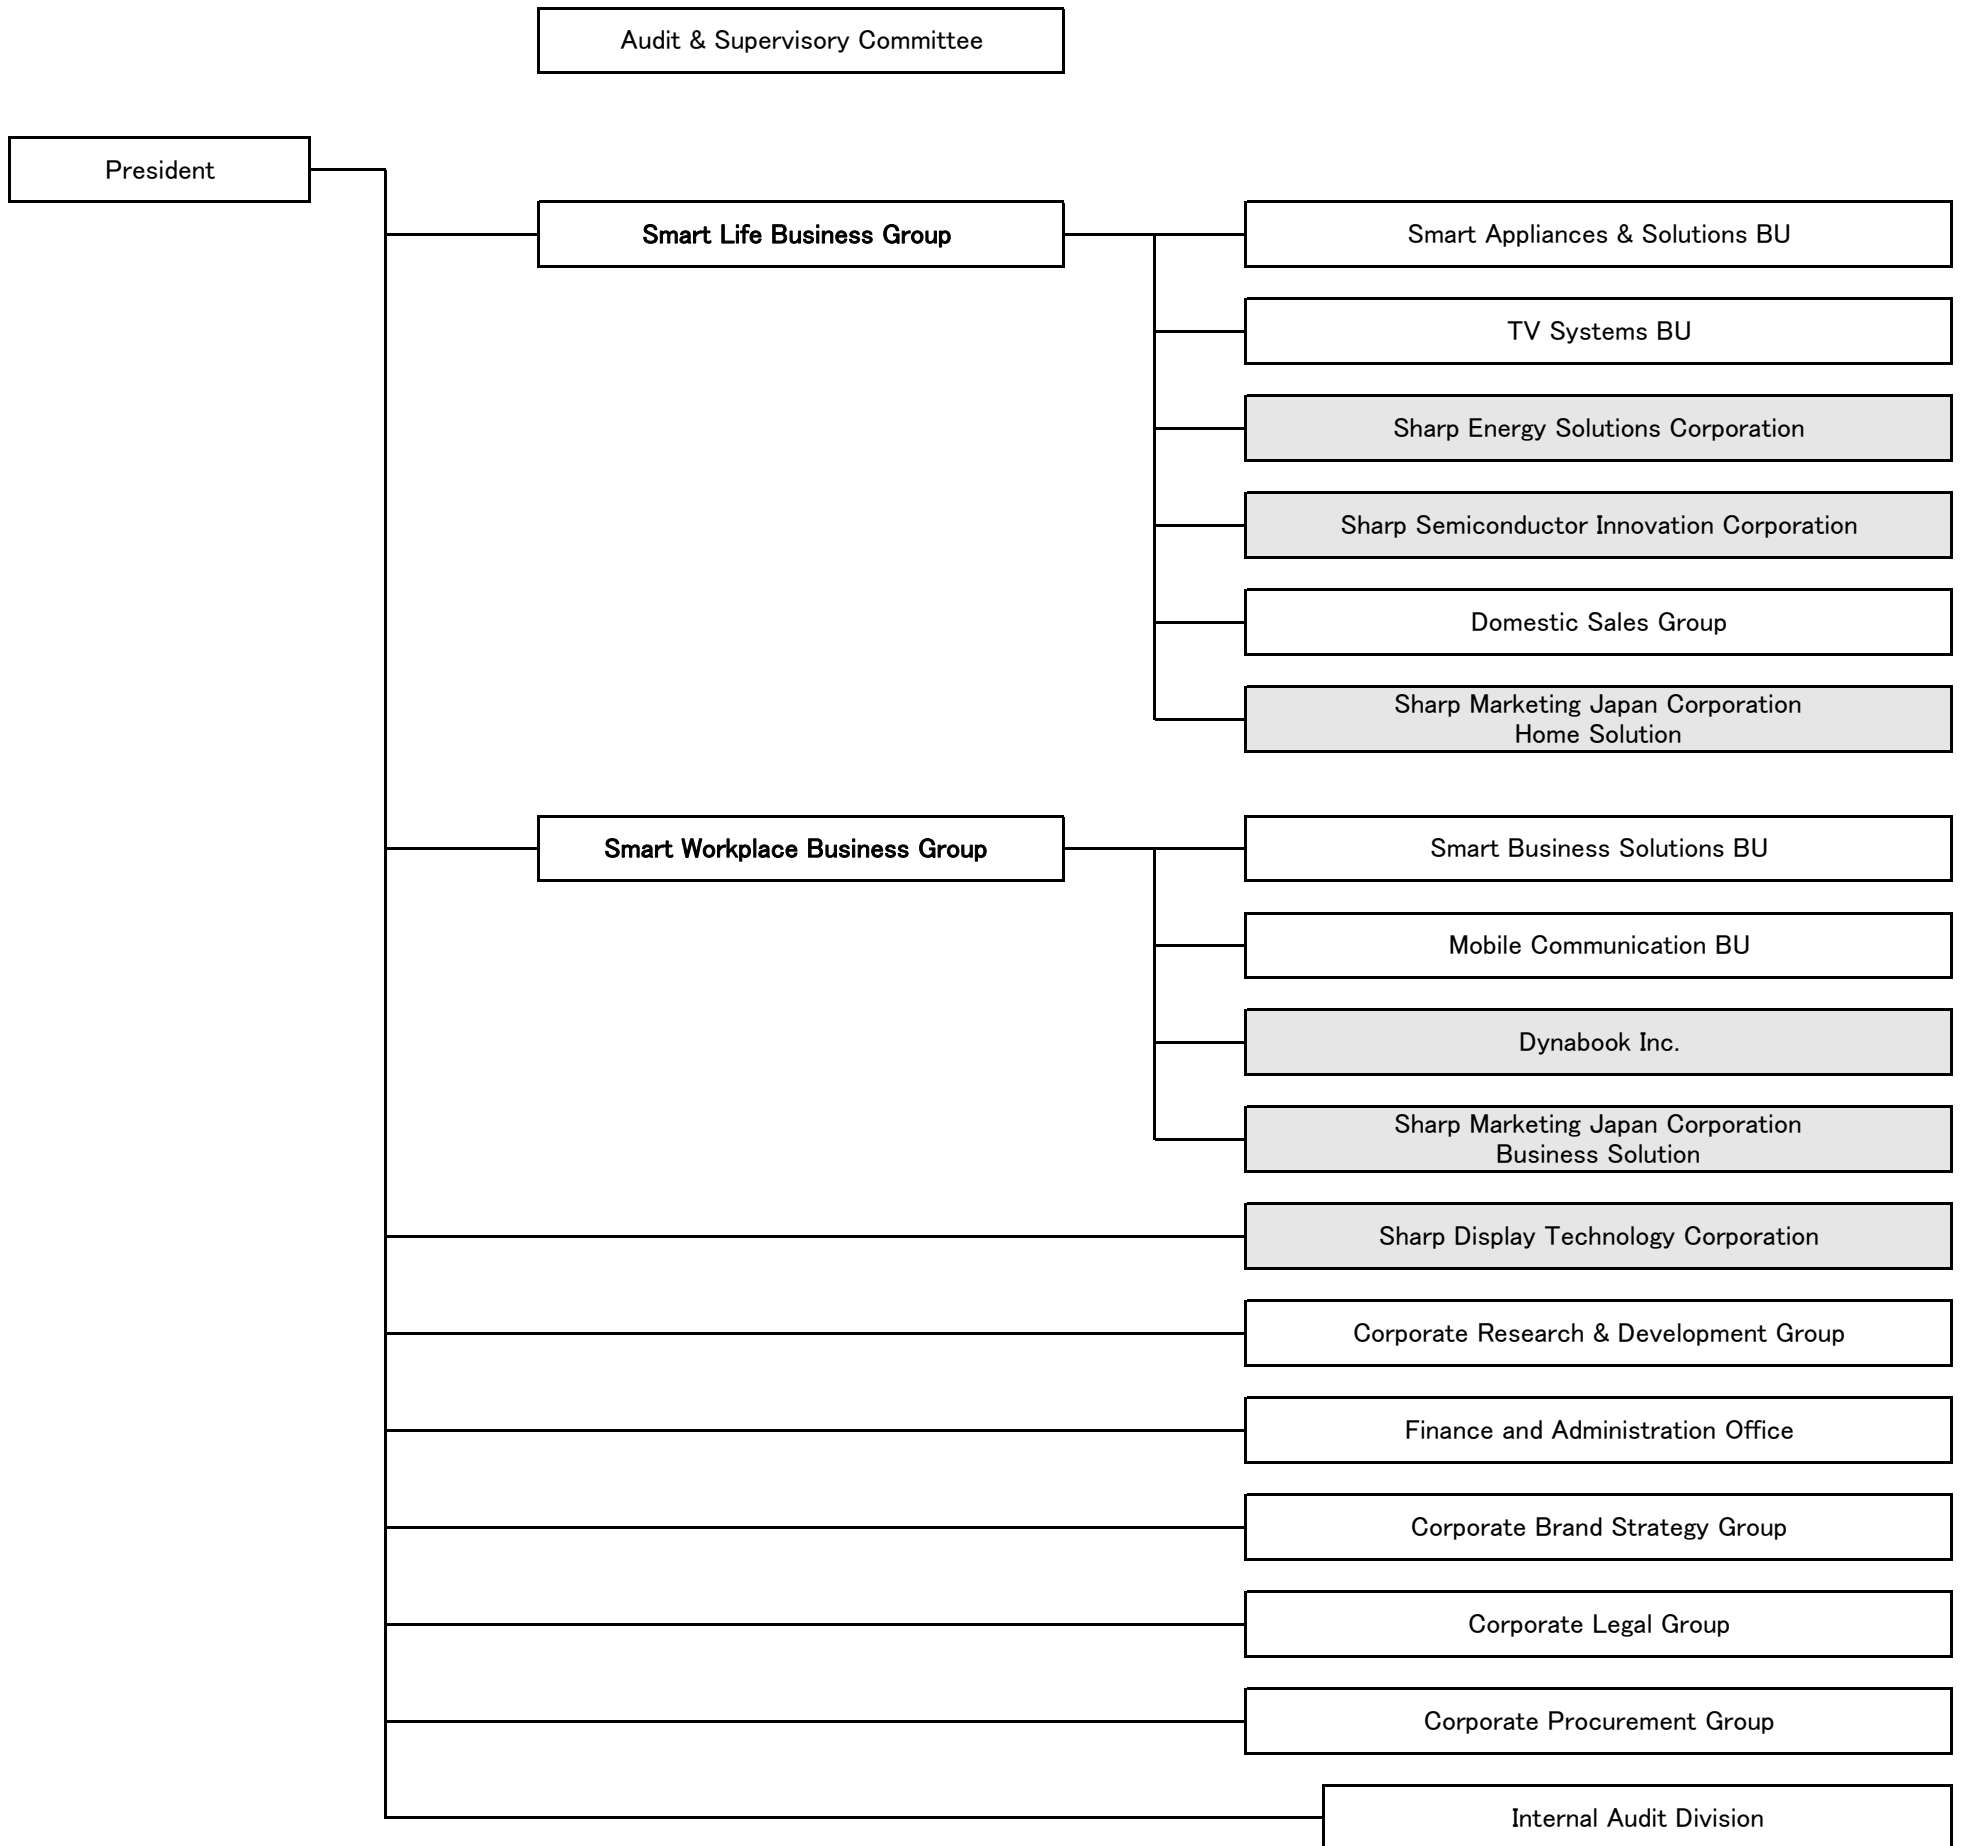 Audit & Supervisory Committee
President
Smart Life Business Group
Smart Appliances & Solutions BU
TV Systems BU
Sharp Energy Solutions Corporation
Sharp Semiconductor Innovation Corporation
Domestic Sales Group
Sharp Marketing Japan Corporation
Home Solution
Smart Workplace Business Group
Smart Business Solutions BU
Mobile Communication BU
Dynabook Inc.
Sharp Marketing Japan Corporation
Business Solution
Sharp Display Technology Corporation
Corporate Research & Development Group
Finance and Administration Office
Corporate Brand Strategy Group
Corporate Legal Group
Corporate Procurement Group
Internal Audit Division